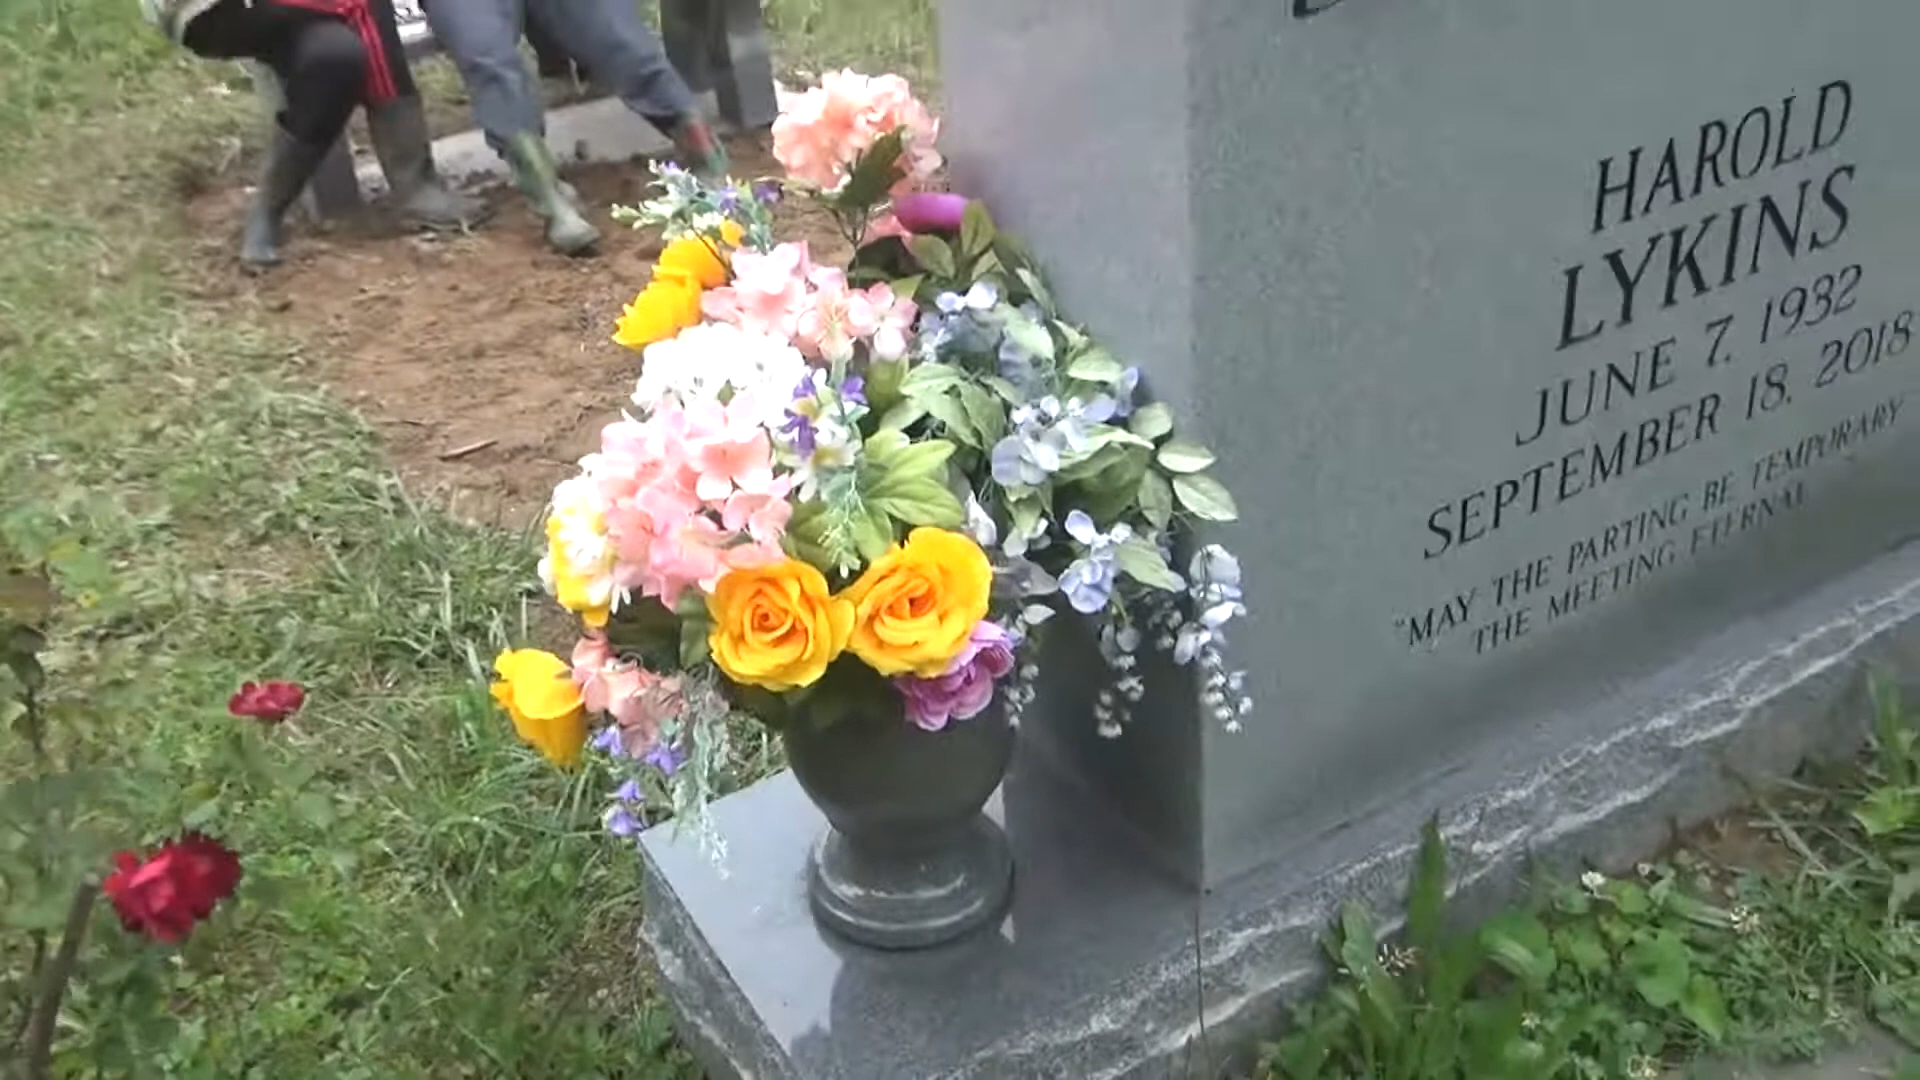 HAROLD
LYKINS
JUNE 7, 1932
SEPTEMBER 18, 2018
"MAY THE PARTING BE TEMPORARY
THE MEETING ETERNAL